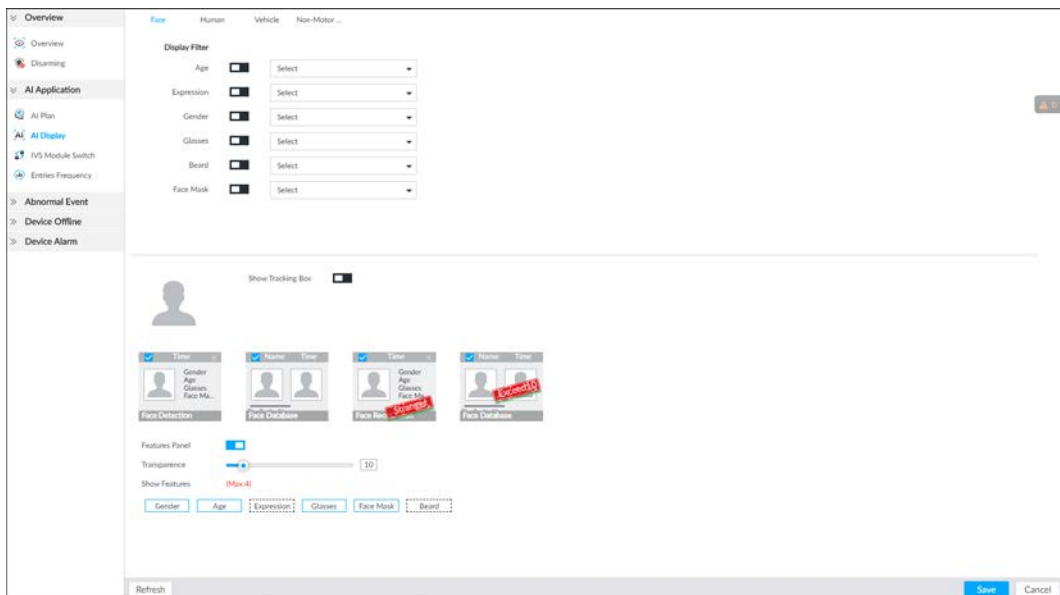 Overview
Overview
Disarming
AI Application
AI Plan
AI Display
IVS Module Switch
Entries Frequency
Abnormal Event
Device Offline
Device Alarm
Face Human Vehicle Non-Motor ...
Display Filter
Age Select
Expression Select
Gender Select
Glasses Select
Beard Select
Face Mask Select
0
Show Tracking Box
Time
Gender
Age
Glasses
Face Ma...
Face Detection
Name Time
Face Database
Time
Gender
Age
Glasses
Face Ma...
Stranger
Face Rec
Name Time
Exceed10
Face Database
Features Panel
Transparence 10
Show Features (Max:4)
Gender Age Expression Glasses Face Mask Beard
Refresh Save Cancel